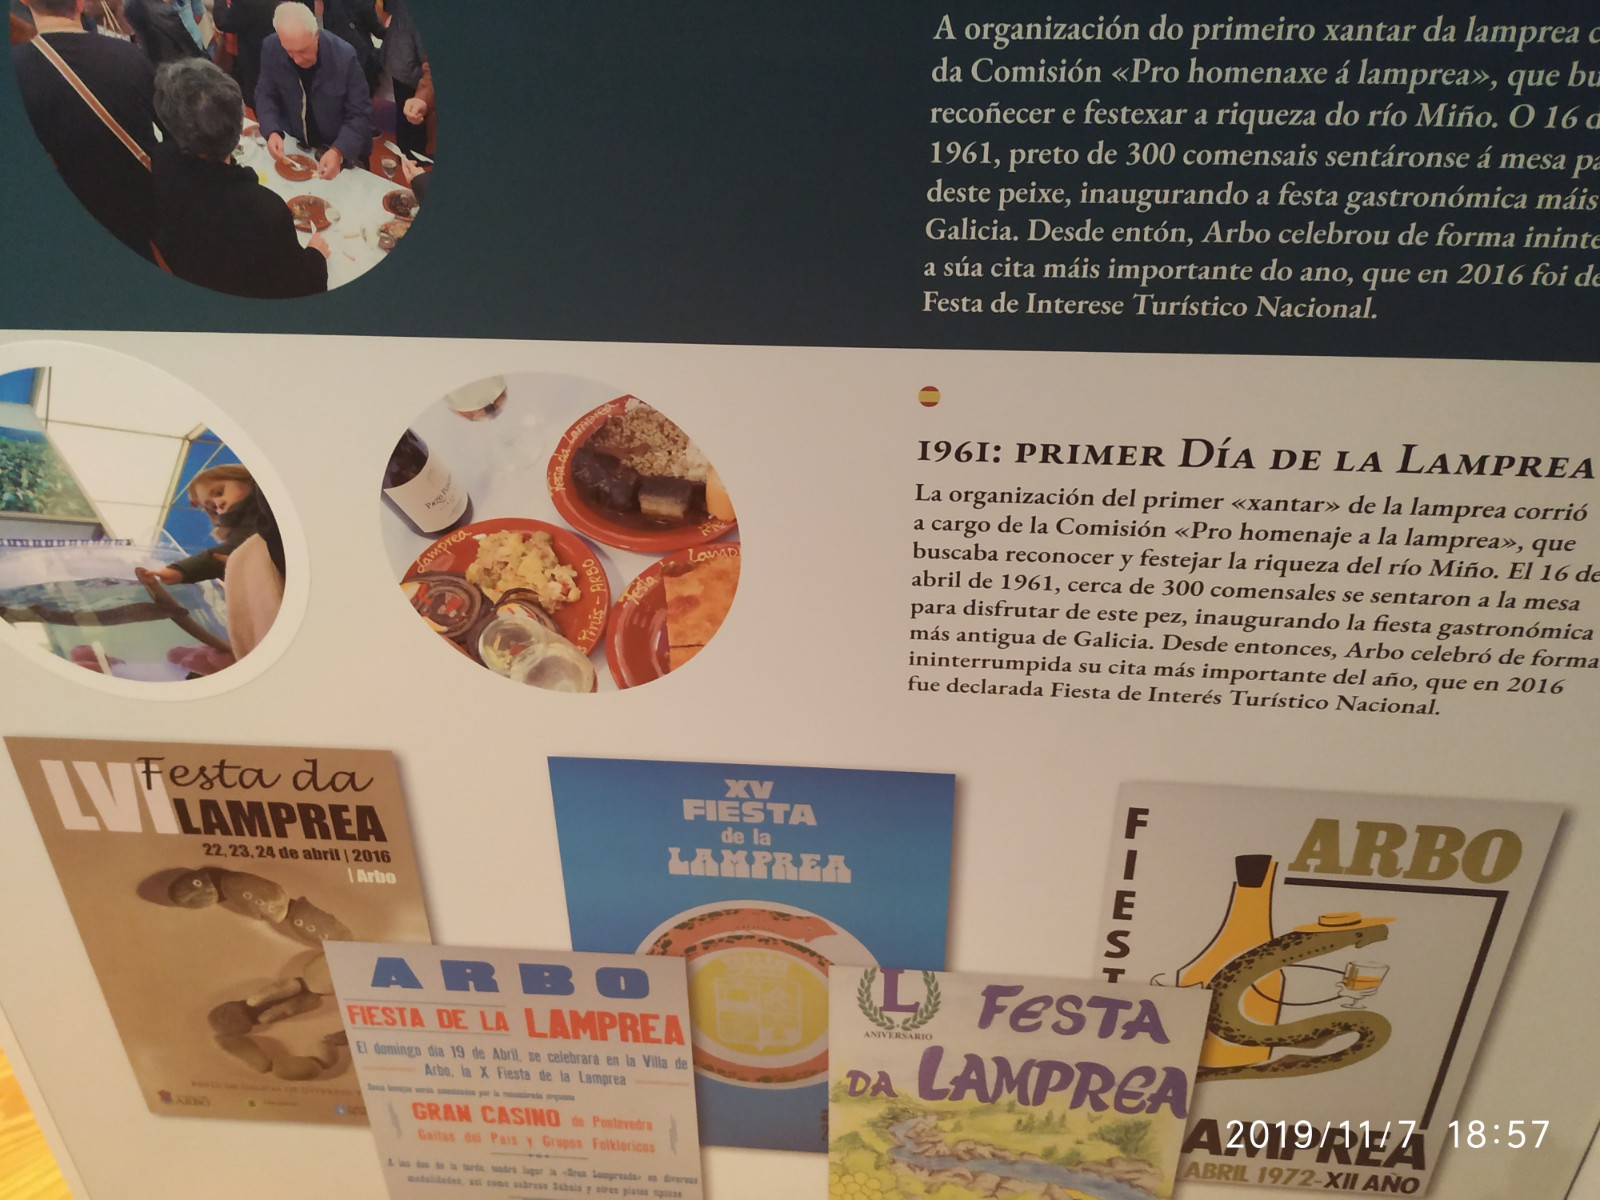 A organización do primeiro xantar da lamprea
da Comisión «Pro homenaxe á lamprea», que
recoñecer e festexar a riqueza do río Miño. O 16
1961, preto de 300 comensais sentáronse á mesa
deste peixe, inaugurando a festa gastronómica máis
Galicia. Desde entón, Arbo celebrou de forma
a súa cita máis importante do ano, que en 2016 foi
Festa de Interese Turístico Nacional.
1961: PRIMER DÍA DE LA LAMPREA
La organización del primer «xantar» de la lamprea corrió
a cargo de la Comisión «Pro homenaje a la lamprea», que
buscaba reconocer y festejar la riqueza del río Miño. El 16 de
abril de 1961, cerca de 300 comensales se sentaron a la mesa
para disfrutar de este pez, inaugurando la fiesta gastronómica
más antigua de Galicia. Desde entonces, Arbo celebró de forma
ininterrumpida su cita más importante del año, que en 2016
fue declarada Fiesta de Interés Turístico Nacional.
Festa da Lamprea
Lamprea
ARBO
LVI Festa da
LAMPREA
22, 23, 24 de abril | 2016
| Arbo
ARBO
XV
FIESTA
de la
LAMPREA
ARBO
FIESTA DE LA LAMPREA
El domingo día 19 de Abril, se celebrará en la Villa de
Arbo, la X Fiesta de la Lamprea
GRAN CASINO de Pontevedra
Gaitas del País y Grupos Folklóricos
L
ANIVERSARIO
FESTA
DA LAMPREA
FIEST
ARBO
AMPREA
ABRIL 1972-XII AÑO
2019/11/7 18:57